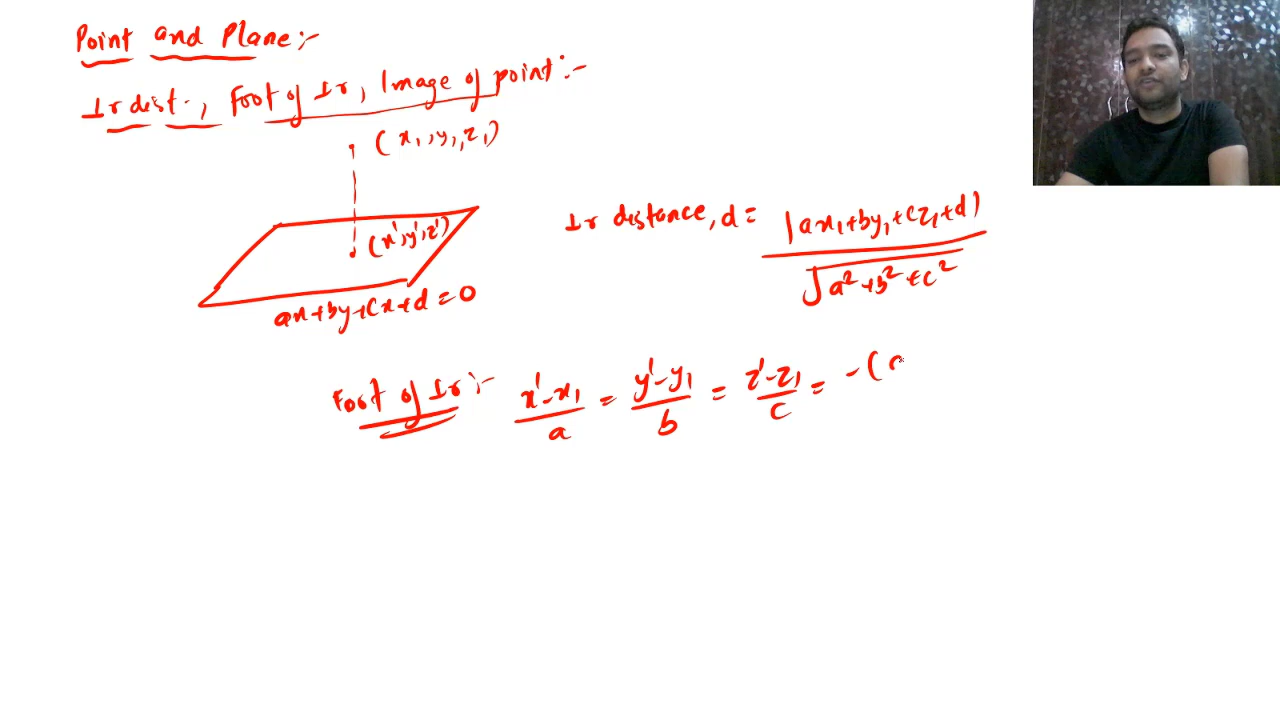 Point and Plane :-
⊥r dist., Foot of ⊥r, Image of point :-
(x₁, y₁, z₁)
(x', y', z')
ax+by+cx+d=0
⊥r distance, d = |ax₁+by₁+cz₁+d| / √a²+b²+c²
Foot of ⊥r :- x'-x₁/a = y'-y₁/b = z'-z₁/c = -(a